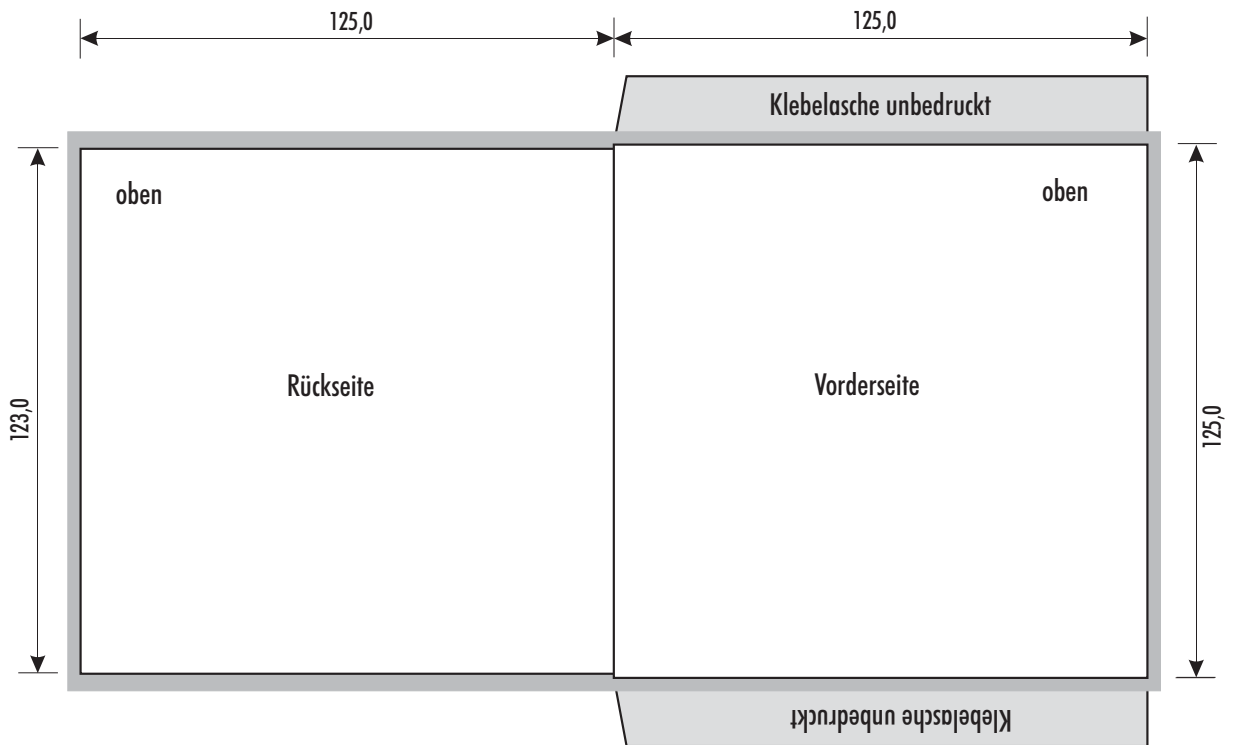 125,0 125,0
Klebelasche unbedruckt
oben oben
Rückseite Vorderseite
123,0 125,0
Klebelasche unbedruckt